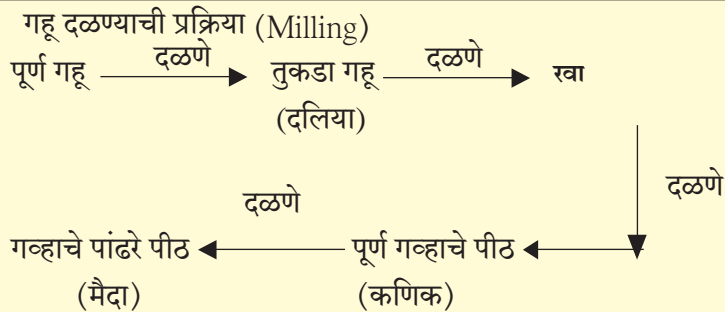 गहू दळण्याची प्रक्रिया (Milling)
पूर्ण गहू दळणे तुकडा गहू दळणे रवा
(दलिया)
दळणे
दळणे
गव्हाचे पांढरे पीठ पूर्ण गव्हाचे पीठ
(मैदा) (कणिक)